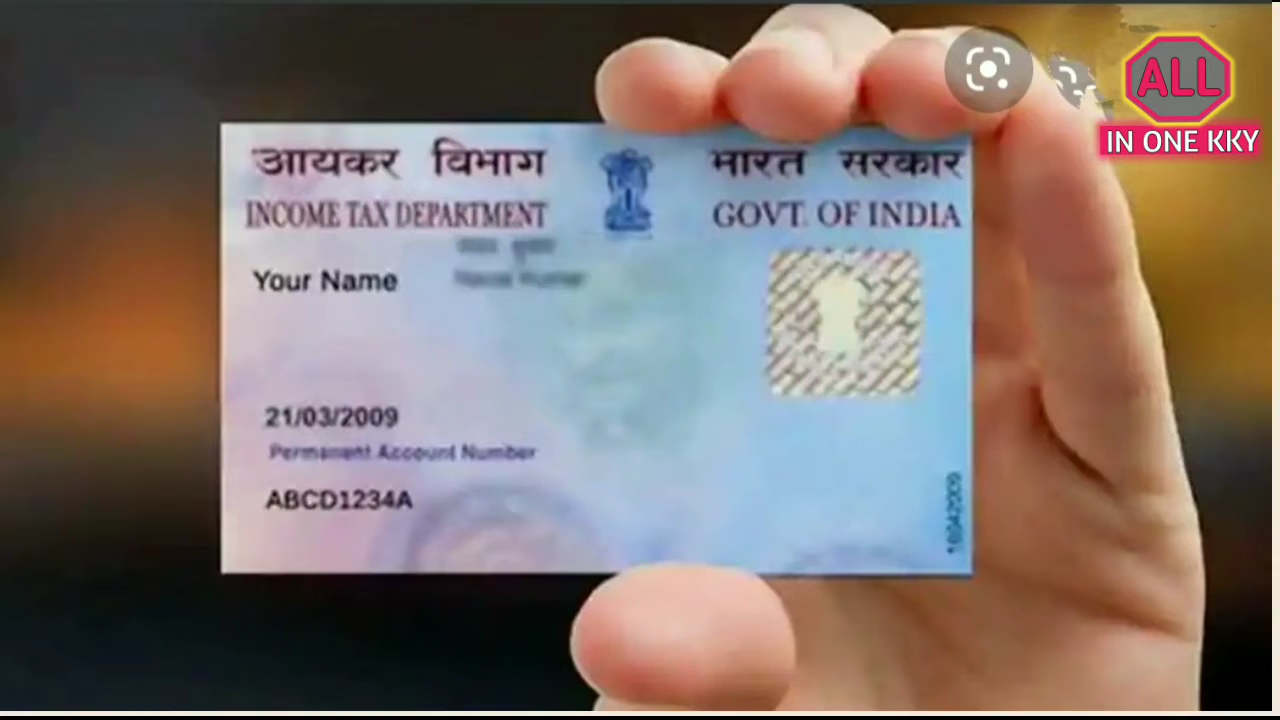 ALL
IN ONE KKY
आयकर विभाग
भारत सरकार
INCOME TAX DEPARTMENT
GOVT. OF INDIA
Your Name
21/03/2009
Permanent Account Number
ABCD1234A
16042009